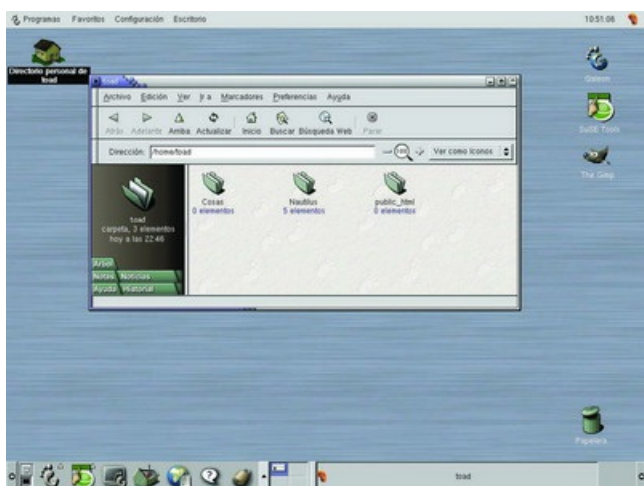 Programas Favoritos Configuración Escritorio 10:51:06
Directorio personal de toad
toad
Archivo Edición Ver Ir a Marcadores Preferencias Ayuda
Atrás Adelante Arriba Actualizar Inicio Buscar Búsqueda Web Parar
Dirección: /home/toad 100 Ver como Iconos
toad
carpeta, 3 elementos
hoy a las 22:46
Árbol
Notas Noticias
Ayuda Historial
Cosas
0 elementos
Nautilus
5 elementos
public_html
0 elementos
Galeon
SuSE Tools
The Gimp
Papelera
toad